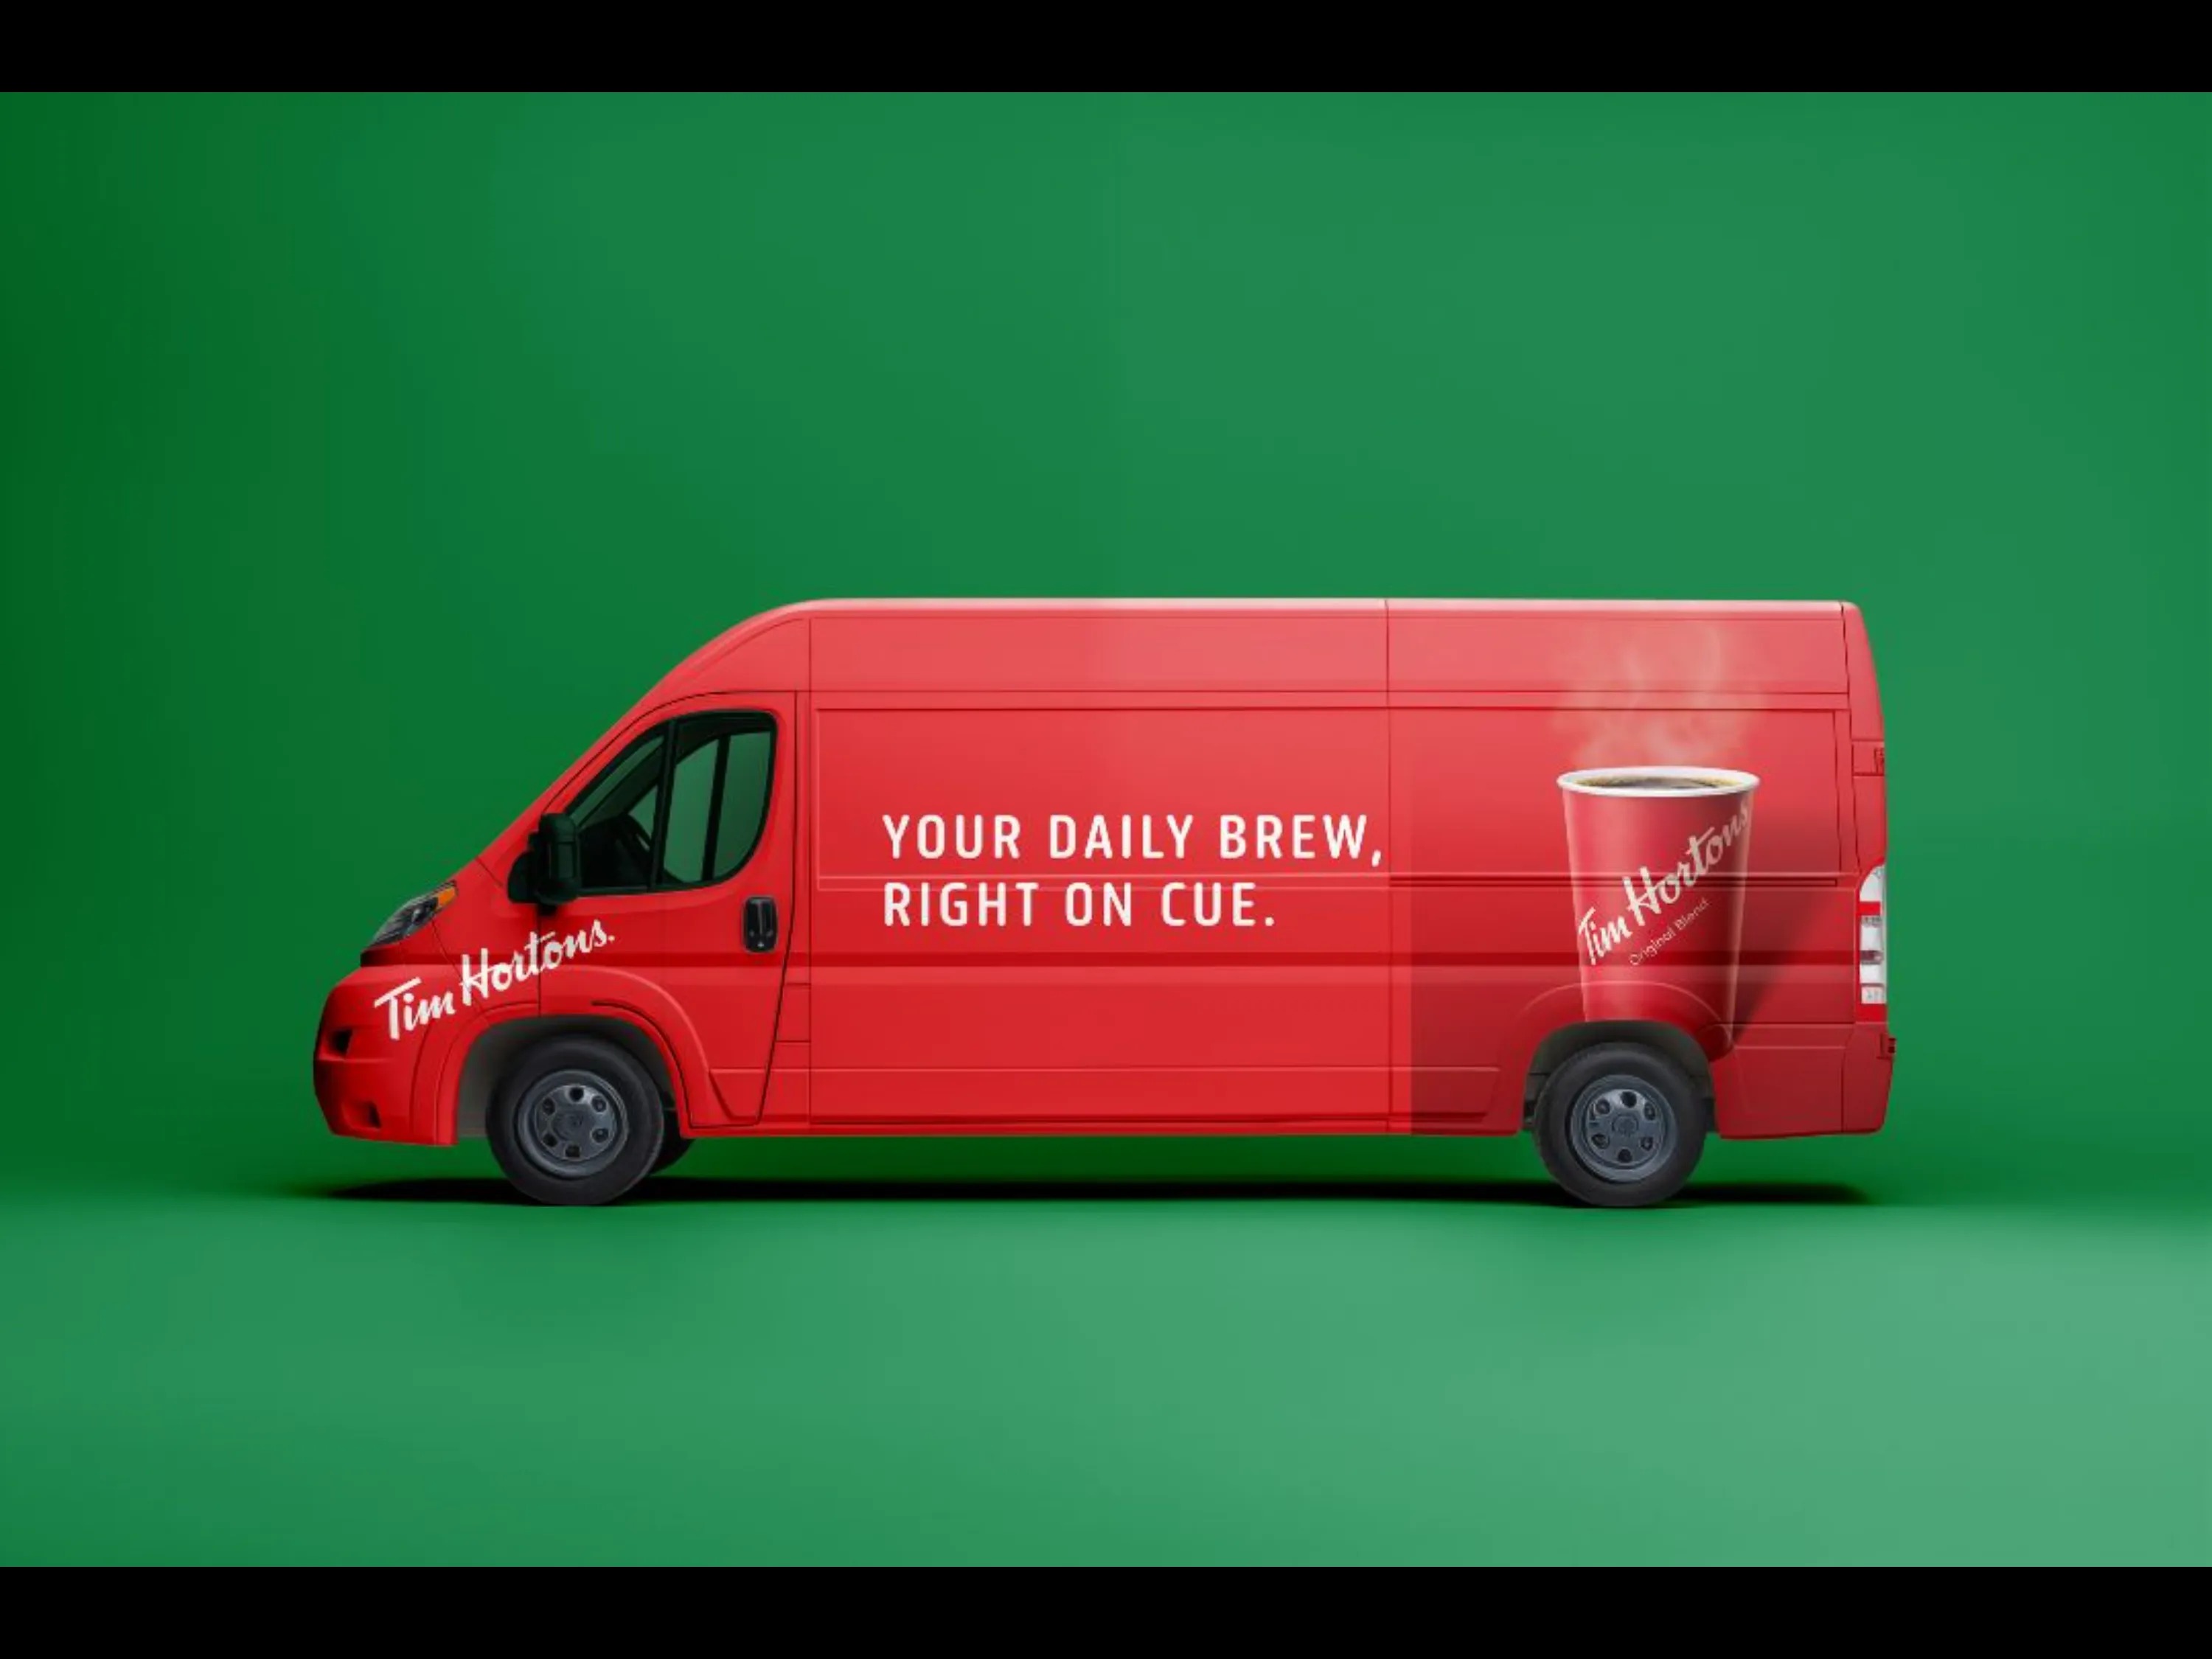 YOUR DAILY BREW,
RIGHT ON CUE.
Tim Hortons.
Tim Hortons
Original Blend